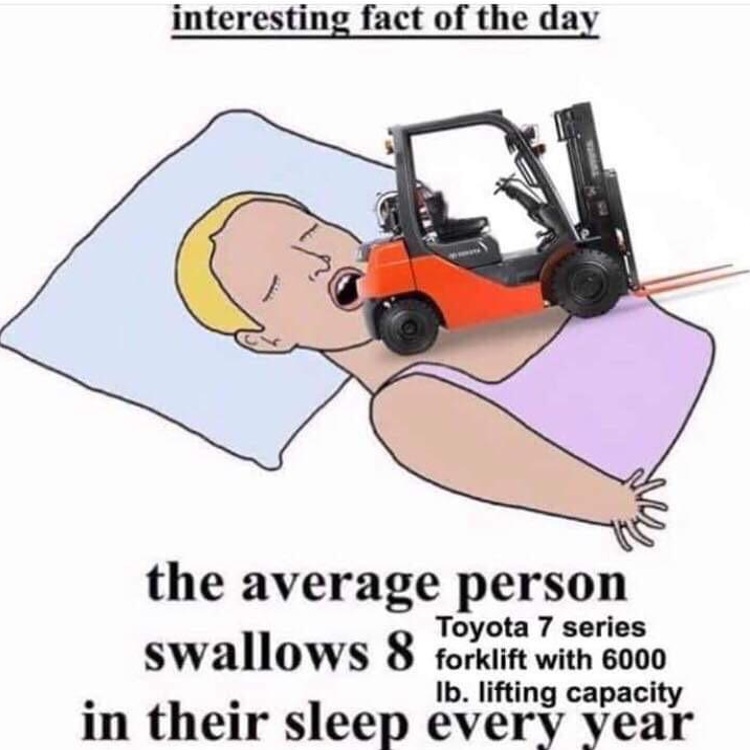 interesting fact of the day
the average person
swallows 8 Toyota 7 series
forklift with 6000
lb. lifting capacity
in their sleep every year